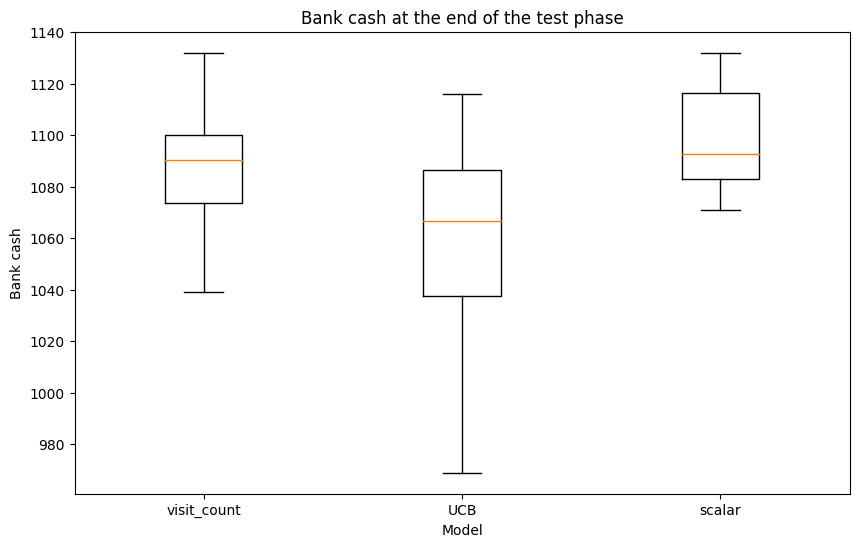 Bank cash at the end of the test phase
1140
1120
1100
1080
1060
1040
1020
1000
980
Bank cash
visit_count
UCB
scalar
Model